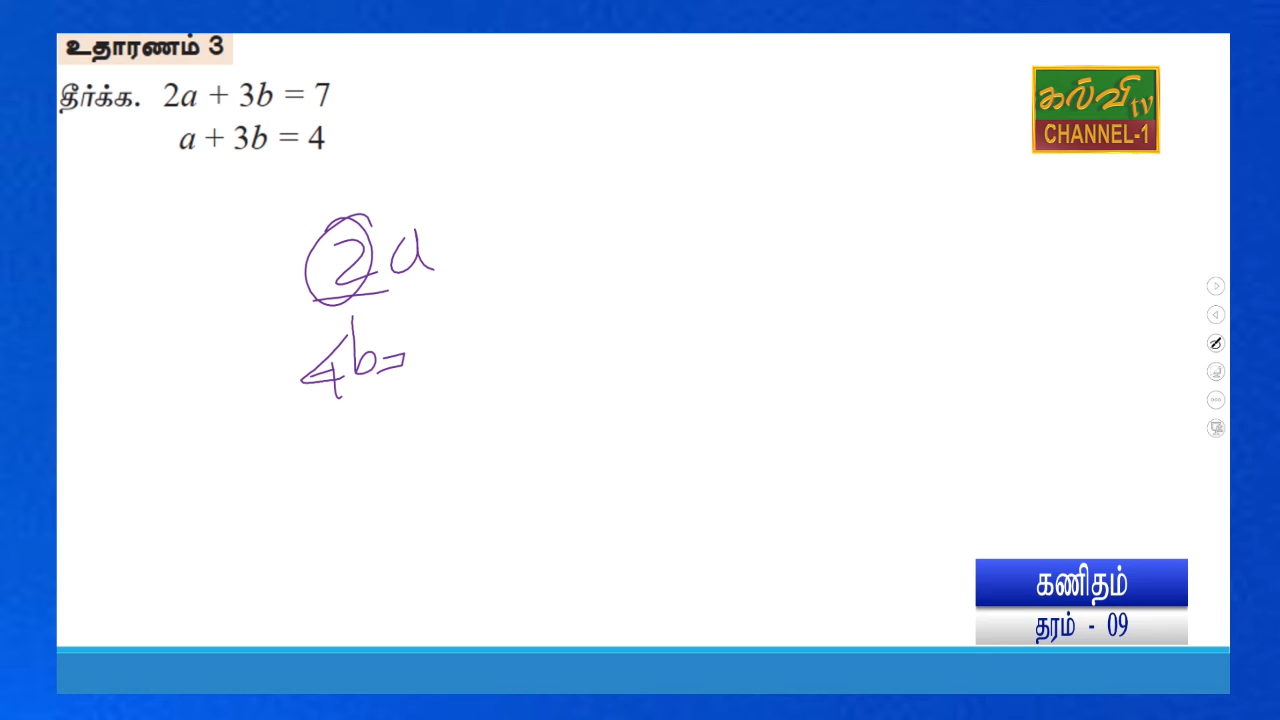 உதாரணம் 3
தீர்க்க. 2a + 3b = 7
a + 3b = 4
கல்வி tv
CHANNEL-1
2a
4b=
கணிதம்
தரம் - 09